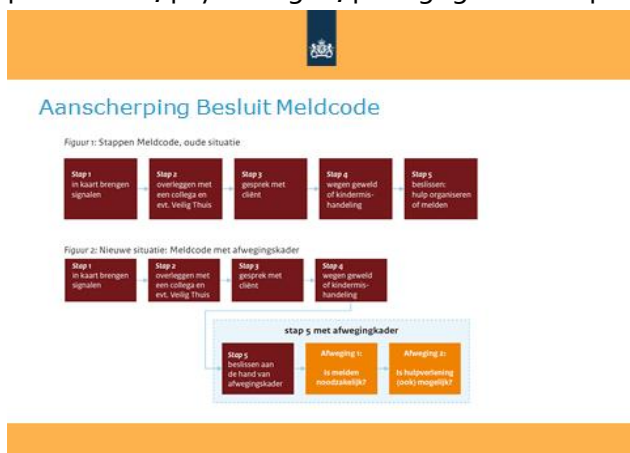 Aanscherping Besluit Meldcode
Figuur 1: Stappen Meldcode, oude situatie
Stap 1
in kaart brengen
signalen
Stap 2
overleggen met
een collega en
evt. Veilig Thuis
Stap 3
gesprek met
cliënt
Stap 4
wegen geweld
of kindermis-
handeling
Stap 5
beslissen:
hulp organiseren
of melden
Figuur 2: Nieuwe situatie: Meldcode met afwegingskader
Stap 1
in kaart brengen
signalen
Stap 2
overleggen met
een collega en
evt. Veilig Thuis
Stap 3
gesprek met
cliënt
Stap 4
wegen geweld
of kindermis-
handeling
stap 5 met afwegingkader
Stap 5
beslissen aan
de hand van
afwegingskader
Afweging 1:
Is melden
noodzakelijk?
Afweging 2:
Is hulpverlening
(ook) mogelijk?